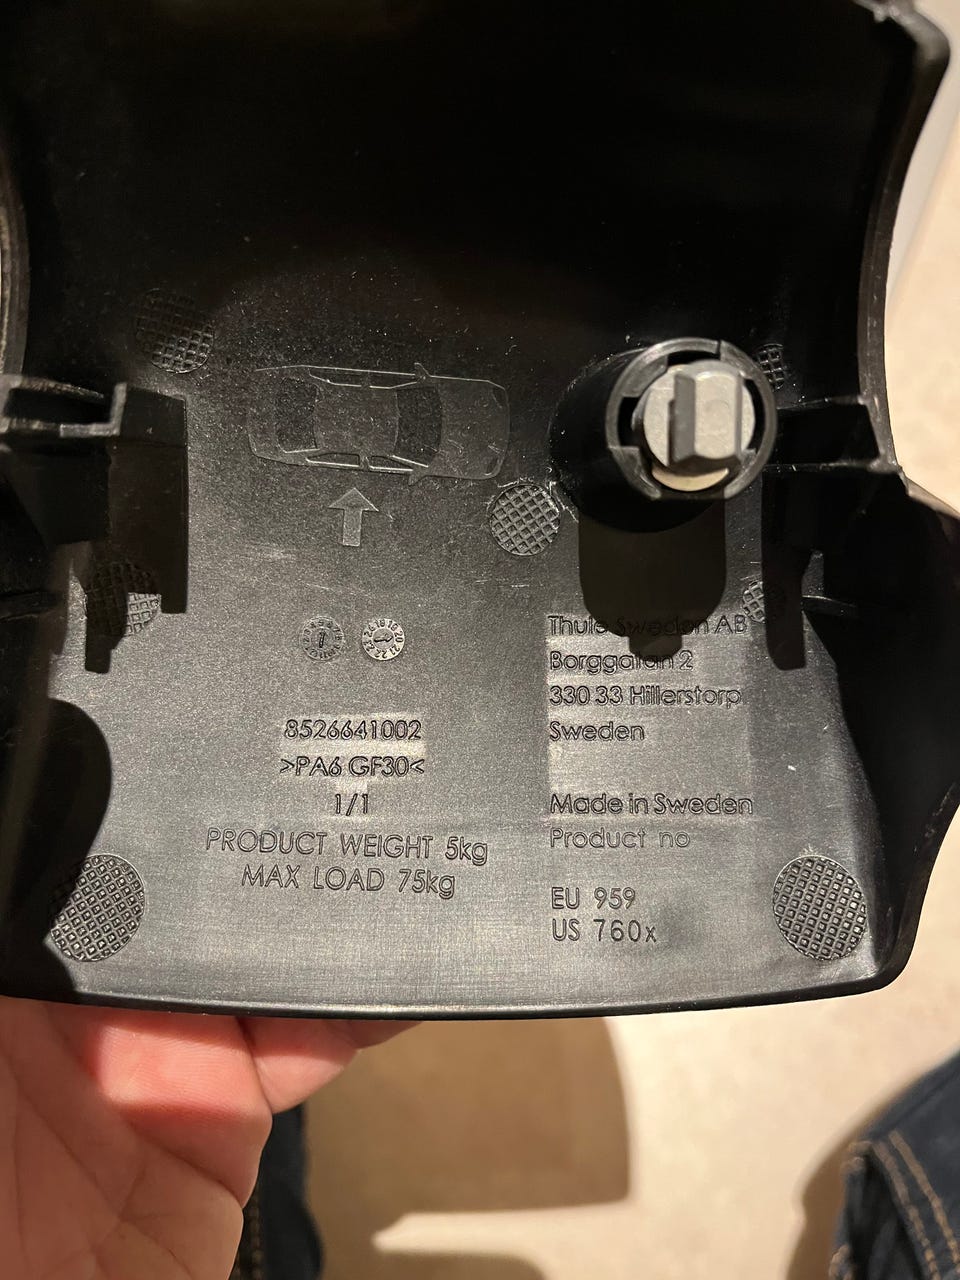 8526641002
>PA6 GF30<
1/1
PRODUCT WEIGHT 5kg
MAX LOAD 75kg
Thule Sweden AB
Borggatan 2
330 33 Hillerstorp
Sweden
Made in Sweden
Product no
EU 959
US 760x